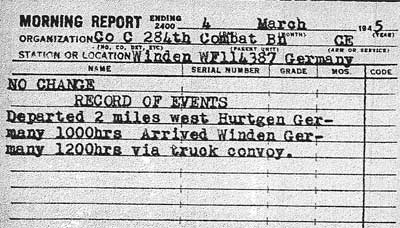 MORNING REPORT ENDING 2400 4 March 1945
(MONTH) (YEAR)
ORGANIZATION Co C 284th Combat Bn CE
(NO, CO, DET, ETC) (PARENT UNIT) (ARM OR SERVICE)
STATION OR LOCATION Winden WF114387 Germany
NAME SERIAL NUMBER GRADE MOS. CODE
NO CHANGE
RECORD OF EVENTS
Departed 2 miles west Hurtgen Ger-
many 1000hrs Arrived Winden Ger-
many 1200hrs via truck convoy.